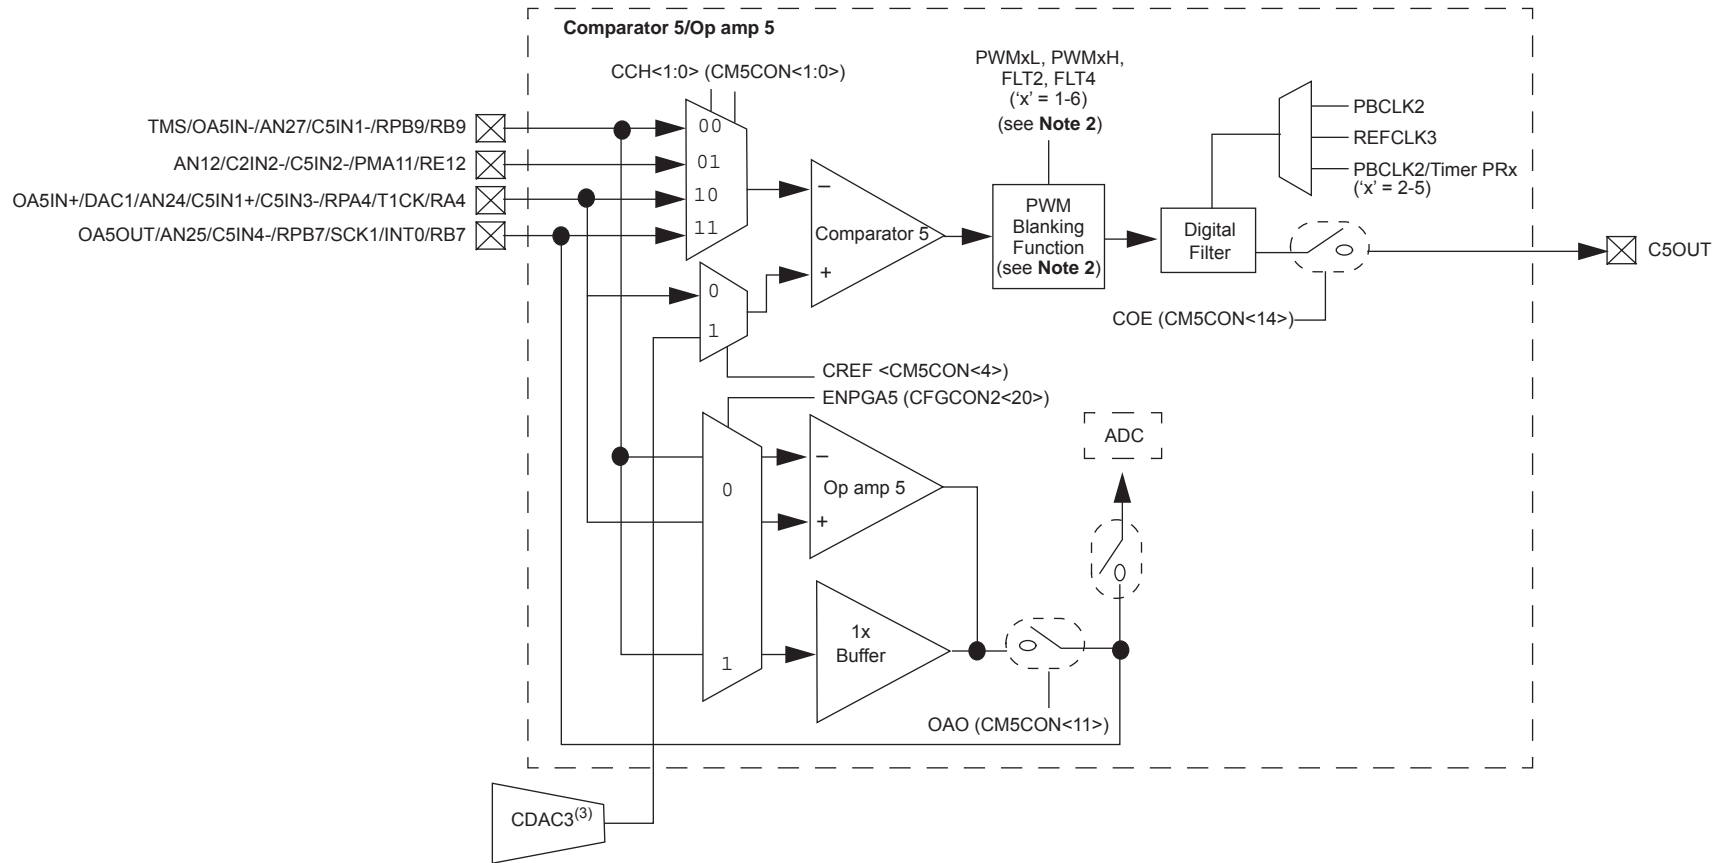 Comparator 5/Op amp 5
CCH<1:0> (CM5CON<1:0>)
PWMxL, PWMxH,
FLT2, FLT4
(‘x’ = 1-6)
(see Note 2)
TMS/OA5IN-/AN27/C5IN1-/RPB9/RB9
AN12/C2IN2-/C5IN2-/PMA11/RE12
OA5IN+/DAC1/AN24/C5IN1+/C5IN3-/RPA4/T1CK/RA4
OA5OUT/AN25/C5IN4-/RPB7/SCK1/INT0/RB7
00
01
10
11
–
Comparator 5
+
0
1
PWM
Blanking
Function
(see Note 2)
Digital
Filter
PBCLK2
REFCLK3
PBCLK2/Timer PRx
(‘x’ = 2-5)
C5OUT
COE (CM5CON<14>)
CREF <CM5CON<4>)
ENPGA5 (CFGCON2<20>)
0
1
–
Op amp 5
+
1x
Buffer
ADC
OAO (CM5CON<11>)
CDAC3(3)